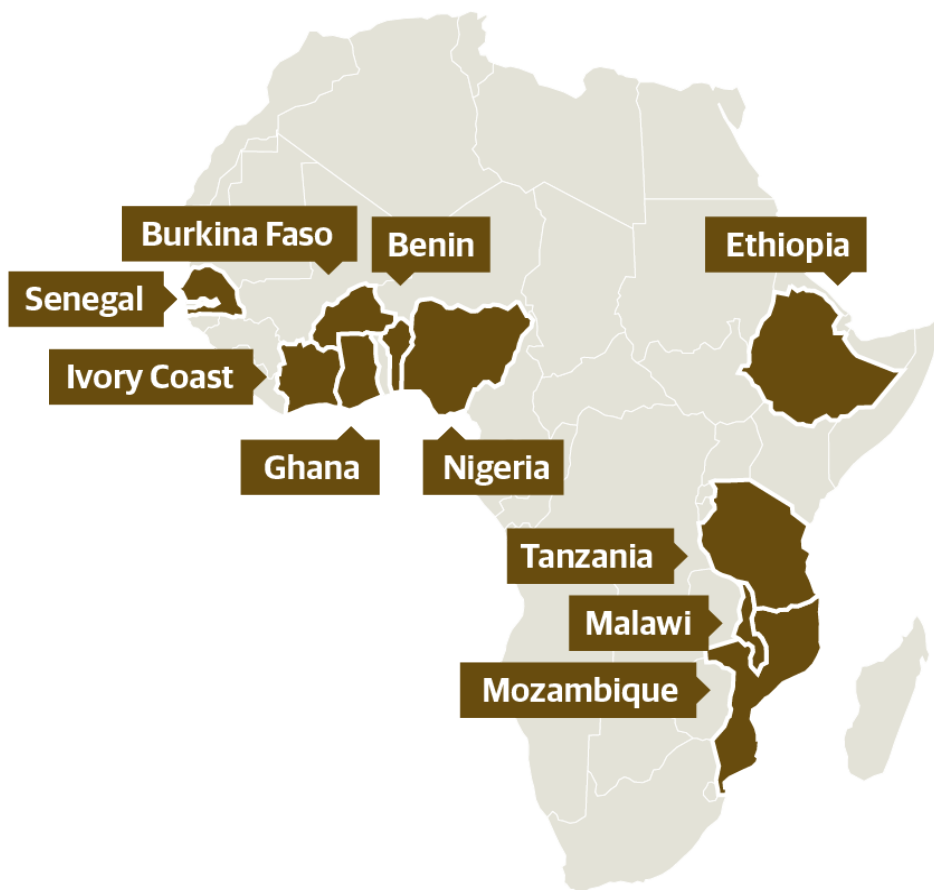 Burkina Faso
Benin
Ethiopia
Senegal
Ivory Coast
Ghana
Nigeria
Tanzania
Malawi
Mozambique